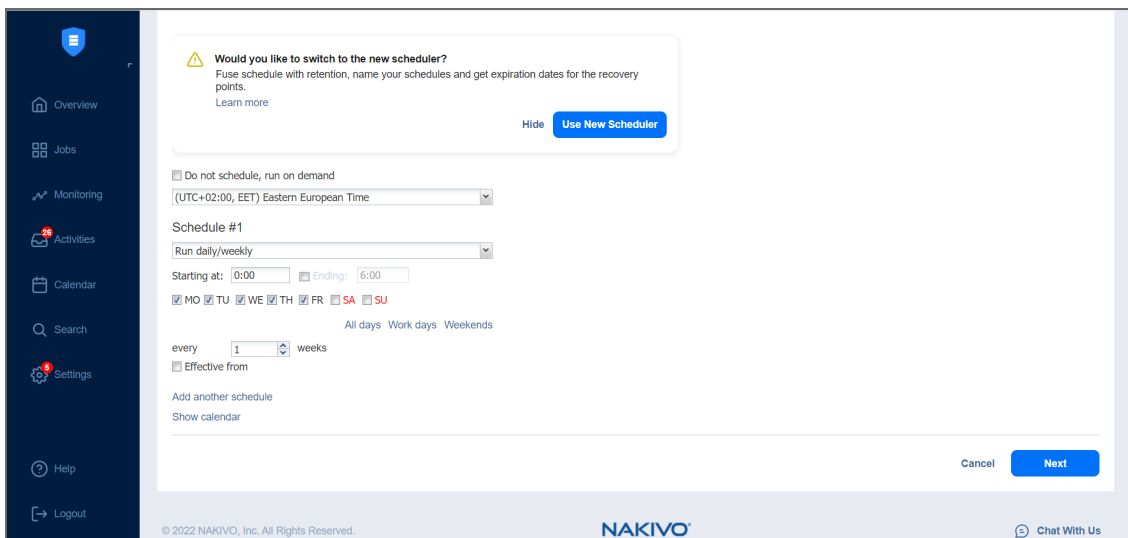 Would you like to switch to the new scheduler?
Fuse schedule with retention, name your schedules and get expiration dates for the recovery
points.
Learn more
Hide Use New Scheduler
Overview
Jobs
Monitoring
26
Activities
Calendar
Search
5
Settings
Help
Logout
Do not schedule, run on demand
(UTC+02:00, EET) Eastern European Time
Schedule #1
Run daily/weekly
Starting at: 0:00 Ending: 6:00
MO TU WE TH FR SA SU
All days Work days Weekends
every 1 weeks
Effective from
Add another schedule
Show calendar
Cancel Next
© 2022 NAKIVO, Inc. All Rights Reserved. NAKIVO® Chat With Us